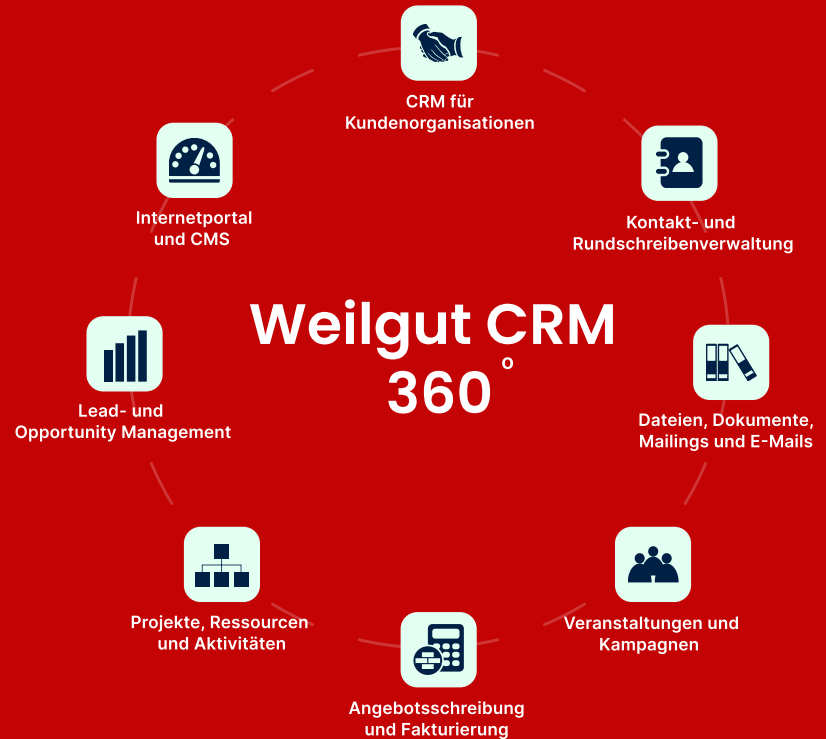 CRM für
Kundenorganisationen
Internetportal
und CMS
Kontakt- und
Rundschreibenverwaltung
Weilgut CRM
360°
Lead- und
Opportunity Management
Dateien, Dokumente,
Mailings und E-Mails
Projekte, Ressourcen
und Aktivitäten
Veranstaltungen und
Kampagnen
Angebotsschreibung
und Fakturierung